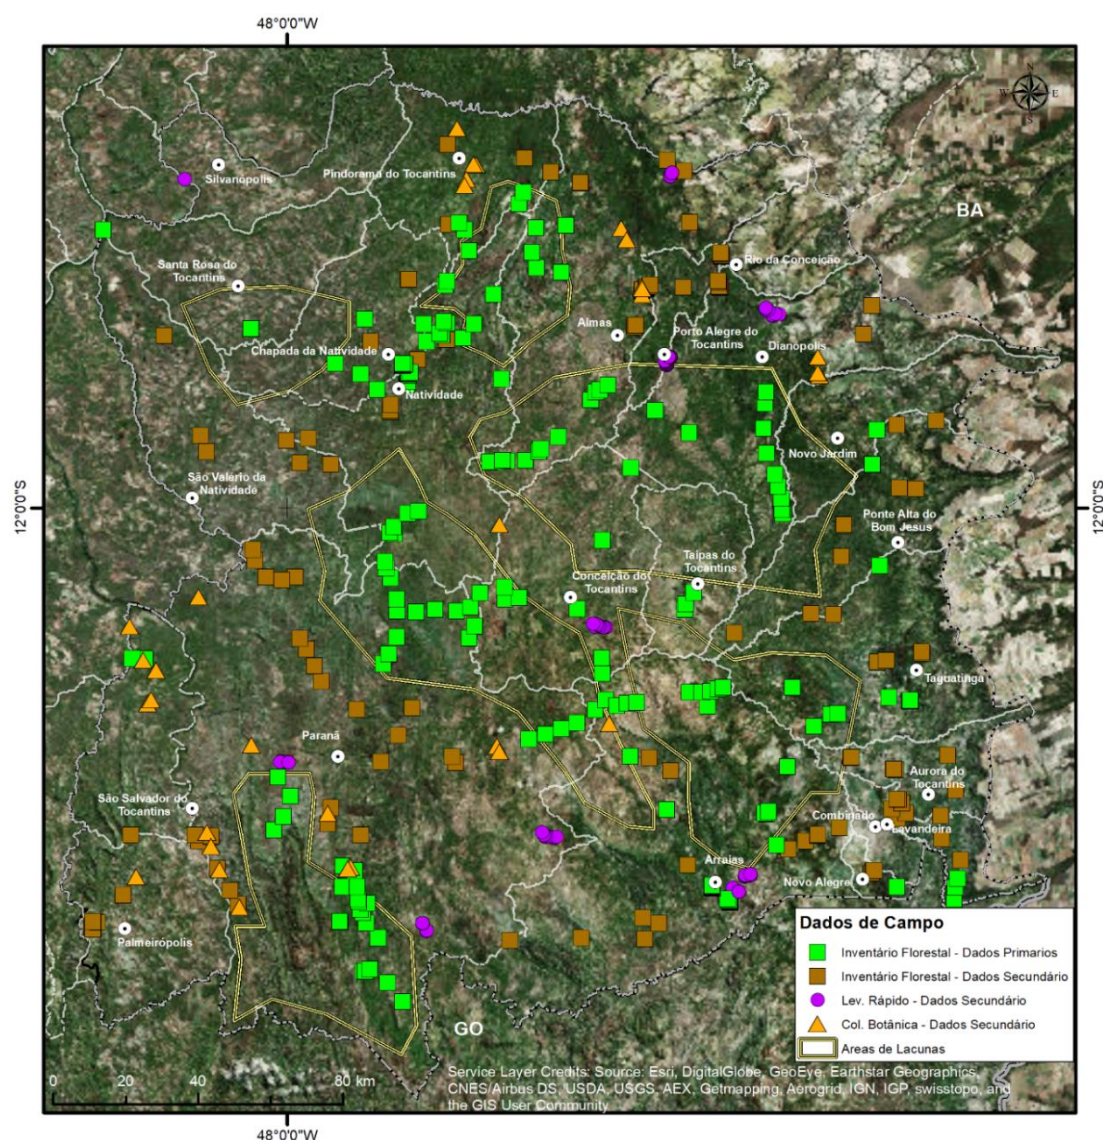 48°0'0"W
N
W E
S
BA
Pindorama do Tocantins
Silvanópolis
Rio da Conceição
Santa Rosa do
Tocantins
Almas
Porto Alegre do
Tocantins
Dianopolis
Chapada da Natividade
Natividade
Novo Jardim
São Valério da
Natividade
12°0'0"S
12°0'0"S
Ponte Alta do
Bom Jesus
Taipas do
Tocantins
Conceição do
Tocantins
Taguatinga
Paranã
São Salvador do
Tocantins
Aurora do
Tocantins
Combinado
Lavandeira
Arraias
Novo Alegre
Palmeirópolis
GO
Dados de Campo
Inventário Florestal - Dados Primarios
Inventário Florestal - Dados Secundário
Lev. Rápido - Dados Secundário
Col. Botânica - Dados Secundário
Areas de Lacunas
0 20 40 80 km
Service Layer Credits: Source: Esri, DigitalGlobe, GeoEye, Earthstar Geographics,
CNES/Airbus DS, USDA, USGS, AEX, Getmapping, Aerogrid, IGN, IGP, swisstopo, and
the GIS User Community
48°0'0"W